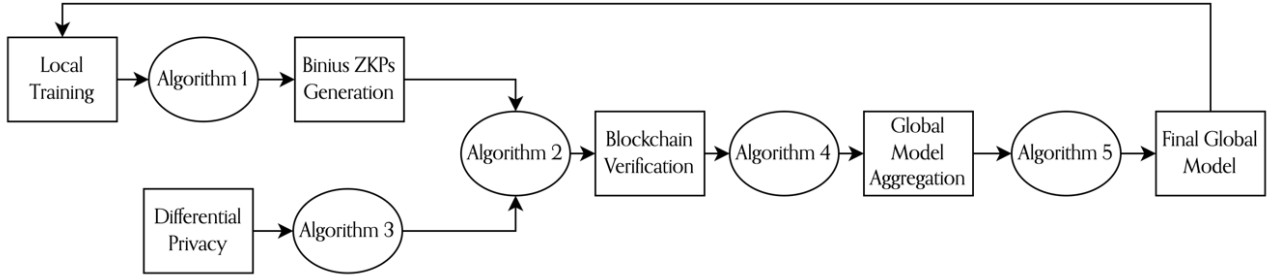 Local
Training
Algorithm 1
Binius ZKPs
Generation
Algorithm 2
Blockchain
Verification
Algorithm 4
Global
Model
Aggregation
Algorithm 5
Final Global
Model
Differential
Privacy
Algorithm 3